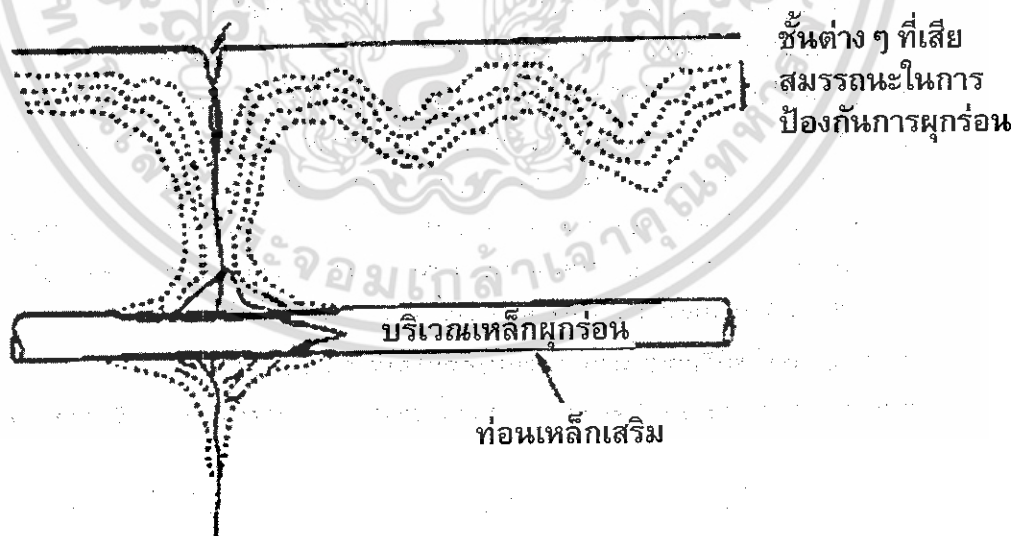 ชั้นต่าง ๆ ที่เสีย
สมรรถนะในการ
ป้องกันการผุกร่อน
บริเวณเหล็กผุกร่อน
ท่อนเหล็กเสริม